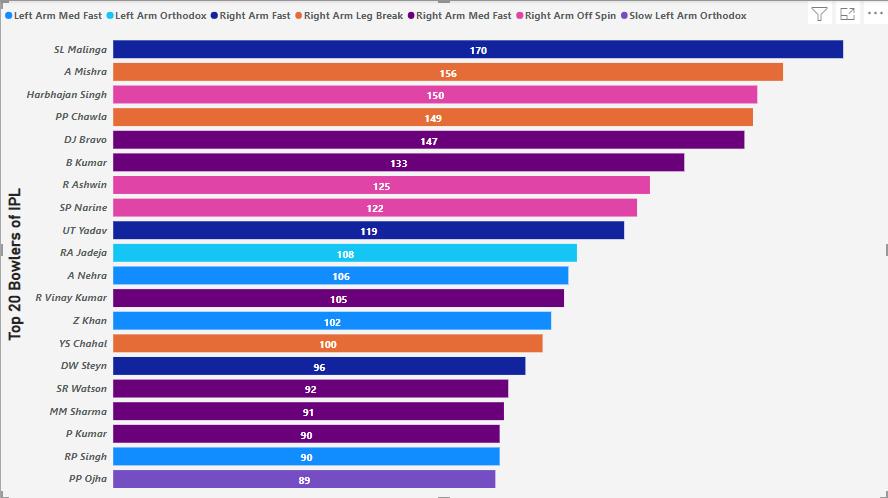 Left Arm Med Fast Left Arm Orthodox Right Arm Fast Right Arm Leg Break Right Arm Med Fast Right Arm Off Spin Slow Left Arm Orthodox
Top 20 Bowlers of IPL
SL Malinga 170
A Mishra 156
Harbhajan Singh 150
PP Chawla 149
DJ Bravo 147
B Kumar 133
R Ashwin 125
SP Narine 122
UT Yadav 119
RA Jadeja 108
A Nehra 106
R Vinay Kumar 105
Z Khan 102
YS Chahal 100
DW Steyn 96
SR Watson 92
MM Sharma 91
P Kumar 90
RP Singh 90
PP Ojha 89